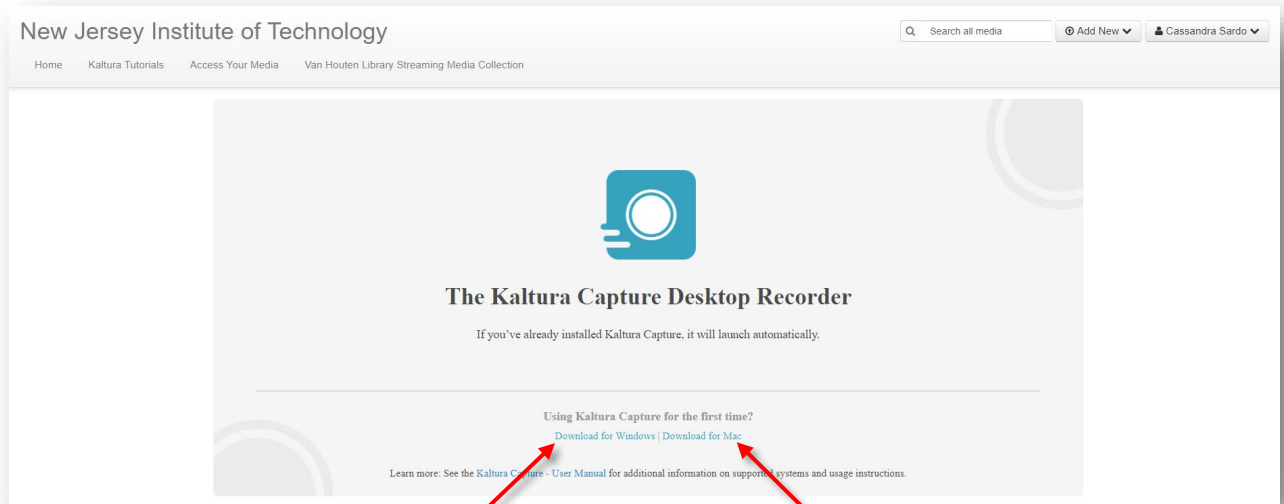 New Jersey Institute of Technology
Search all media
Add New
Cassandra Sardo
Home Kaltura Tutorials Access Your Media Van Houten Library Streaming Media Collection
The Kaltura Capture Desktop Recorder
If you've already installed Kaltura Capture, it will launch automatically.
Using Kaltura Capture for the first time?
Download for Windows | Download for Mac
Learn more: See the Kaltura Capture - User Manual for additional information on supported systems and usage instructions.